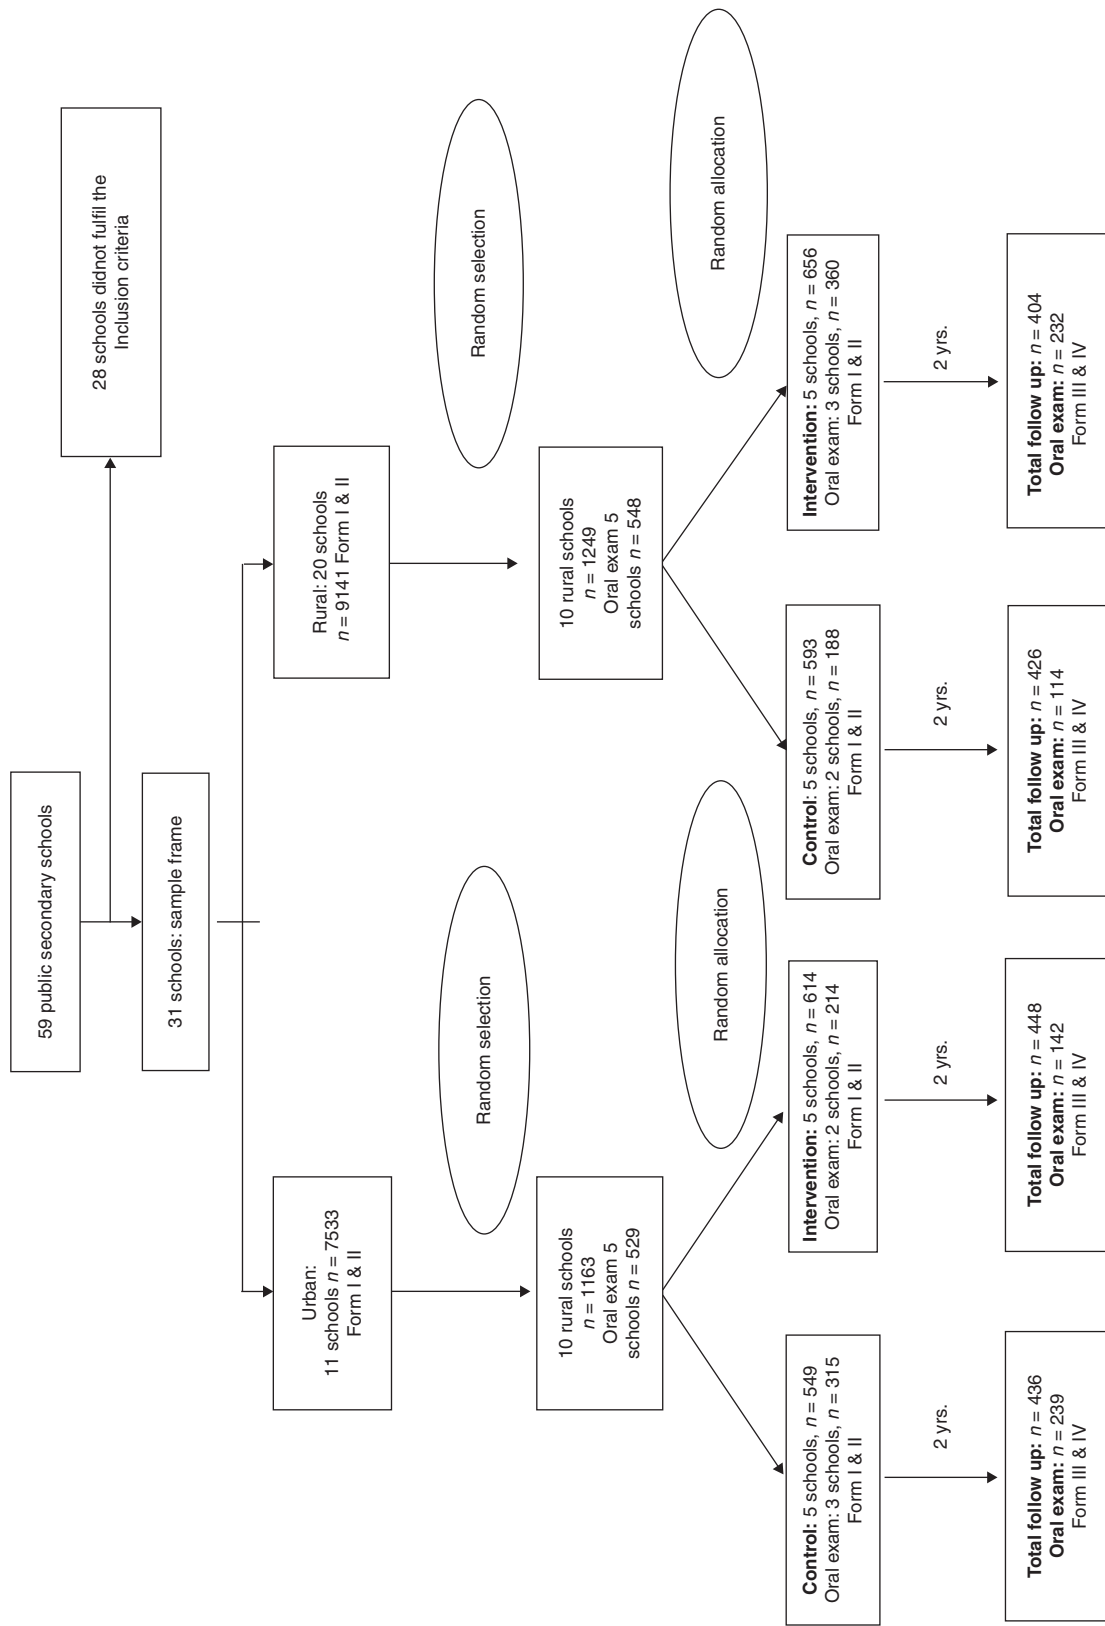 59 public secondary schools
28 schools didnot fulfil the
Inclusion criteria
31 schools: sample frame
Urban:
11 schools n = 7533
Form I & II
Rural: 20 schools
n = 9141 Form I & II
Random selection
Random selection
10 rural schools
n = 1163
Oral exam 5
schools n = 529
10 rural schools
n = 1249
Oral exam 5
schools n = 548
Random allocation
Random allocation
Control: 5 schools, n = 549
Oral exam: 3 schools, n = 315
Form I & II
Intervention: 5 schools, n = 614
Oral exam: 2 schools, n = 214
Form I & II
Control: 5 schools, n = 593
Oral exam: 2 schools, n = 188
Form I & II
Intervention: 5 schools, n = 656
Oral exam: 3 schools, n = 360
Form I & II
2 yrs.
2 yrs.
2 yrs.
2 yrs.
Total follow up: n = 436
Oral exam: n = 239
Form III & IV
Total follow up: n = 448
Oral exam: n = 142
Form III & IV
Total follow up: n = 426
Oral exam: n = 114
Form III & IV
Total follow up: n = 404
Oral exam: n = 232
Form III & IV